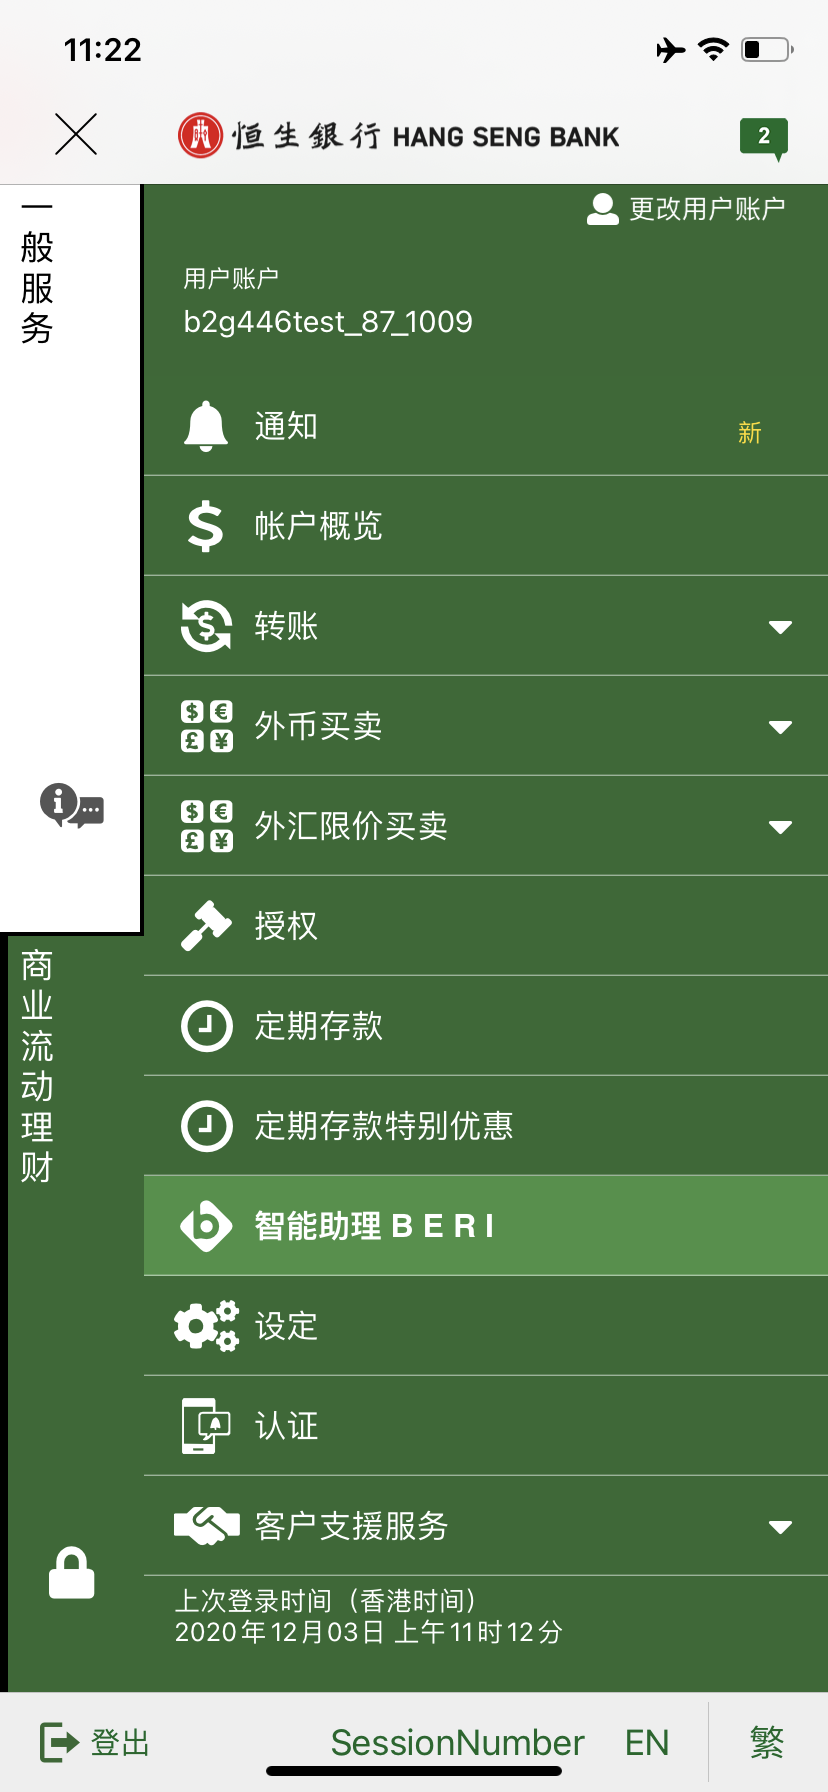 11:22
恒生銀行 HANG SENG BANK
2
一般服务
更改用户账户
用户账户
b2g446test_87_1009
通知
新
帐户概览
转账
外币买卖
外汇限价买卖
授权
定期存款
定期存款特别优惠
智能助理 B E R I
设定
认证
客户支援服务
商业流动理财
上次登录时间（香港时间）
2020年12月03日 上午11时12分
登出
SessionNumber
EN
繁